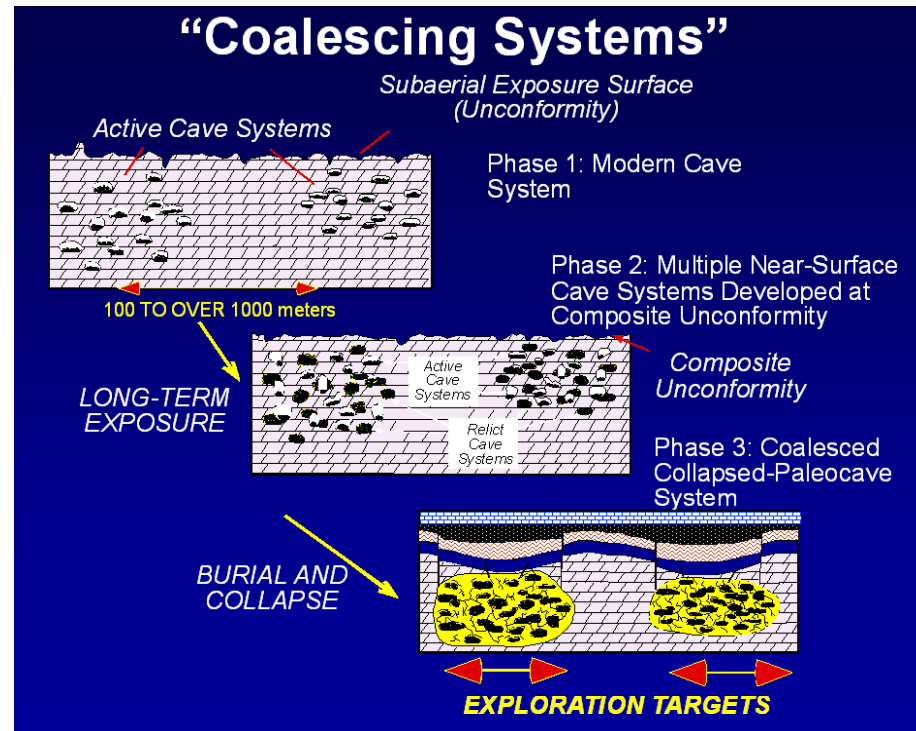 “Coalescing Systems”
Subaerial Exposure Surface
(Unconformity)
Active Cave Systems
Phase 1: Modern Cave
System
100 TO OVER 1000 meters
Phase 2: Multiple Near-Surface
Cave Systems Developed at
Composite Unconformity
LONG-TERM
EXPOSURE
Active
Cave
Systems
Relict
Cave
Systems
Composite
Unconformity
Phase 3: Coalesced
Collapsed-Paleocave
System
BURIAL AND
COLLAPSE
EXPLORATION TARGETS